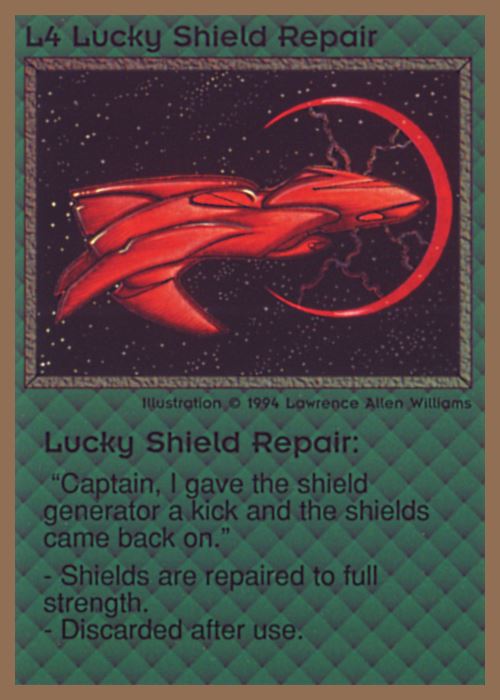 L4 Lucky Shield Repair
Illustration © 1994 Lawrence Allen Williams
Lucky Shield Repair:
“Captain, I gave the shield
generator a kick and the shields
came back on.”
- Shields are repaired to full
strength.
- Discarded after use.